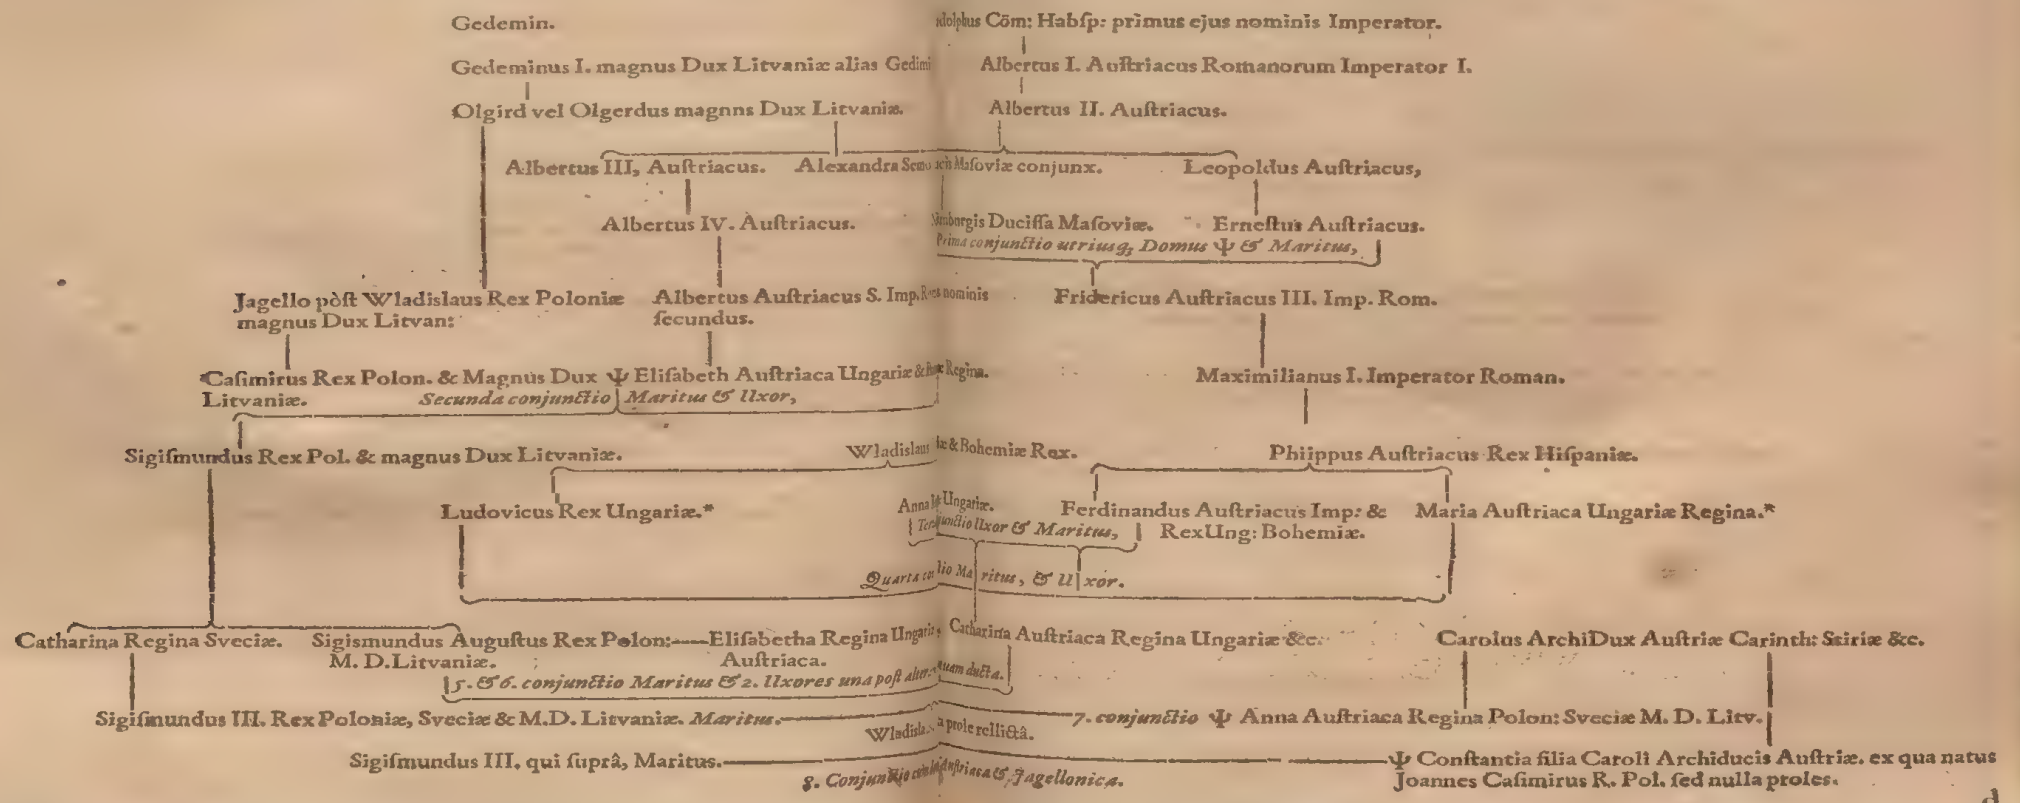 Gedemin.
Cōm: Habſp: primus ejus nominis Imperator.
Gedeminus I. magnus Dux Litvaniæ alias Gedimi
Albertus I. Auſtriacus Romanorum Imperator I.
Olgird vel Olgerdus magnns Dux Litvaniæ.
Albertus II. Auſtriacus.
Albertus III, Auſtriacus.
Alexandra Maſoviæ conjunx.
Leopoldus Auſtriacus,
Albertus IV. Auſtriacus.
Duciſſa Maſoviæ.
Erneſtus Auſtriacus.
Prima conjunctio utriusq; Domus Ψ & Maritus,
Jagello pòſt Wladislaus Rex Poloniæ
magnus Dux Litvan:
Albertus Auſtriacus S. Imp. nominis
ſecundus.
Fridericus Auſtriacus III. Imp. Rom.
Caſimirus Rex Polon. & Magnus Dux Ψ Eliſabeth Auſtriaca Ungariæ & Regina.
Litvaniæ.
Secunda conjunctio Maritus & Uxor,
Maximilianus I. Imperator Roman.
Sigiſmundus Rex Pol. & magnus Dux Litvaniæ.
Wladislaus & Bohemiæ Rex.
Phiippus Auſtriacus Rex Hiſpaniæ.
Ludovicus Rex Ungariæ.*
Anna Ungariæ.
Ferdinandus Auſtriacus Imp: &
Rex Ung: Bohemiæ.
Maria Auſtriaca Ungariæ Regina.*
Uxor & Maritus,
Quarta Maritus, & Uxor.
Catharina Regina Sveciæ.
Sigismundus Auguſtus Rex Polon:
M. D. Litvaniæ.
Eliſabetha Regina Ungariæ,
Auſtriaca.
Catharina Auſtriaca Regina Ungariæ &c.
Carolus ArchiDux Auſtriæ Carinth: Stiriæ &c.
5. & 6. conjunctio Maritus & 2. Uxores una poſt ducta.
Sigiſmundus III. Rex Poloniæ, Sveciæ & M.D. Litvaniæ. Maritus.
7. conjunctio Ψ Anna Auſtriaca Regina Polon: Sveciæ M. D. Litv.
prole rellictâ.
Sigiſmundus III. qui ſuprâ, Maritus.
Ψ Conſtantia filia Caroli Archiducis Auſtriæ. ex qua natus
Joannes Caſimirus R. Pol. ſed nulla proles.
8. & Jagellonica.
d